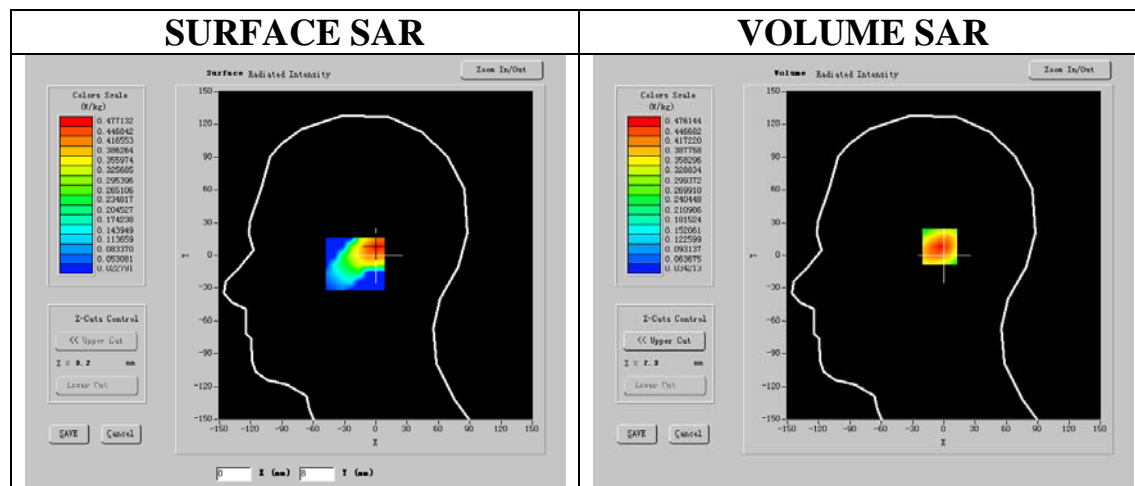 SURFACE SAR
VOLUME SAR
Surface Radiated Intensity
Zoom In/Out
Colors Scale
(W/kg)
0.477132
0.446842
0.416553
0.386264
0.355974
0.325685
0.295396
0.265106
0.234817
0.204527
0.174238
0.143949
0.113659
0.083370
0.053081
0.022791
150
120
90
60
30
0
-30
-60
-90
-120
-150
Y
-150 -120 -90 -60 -30 0 30 60 90 120 150
X
Z-Cuts Control
<< Upper Cut
mm
Lower Cut
SAVE Cancel
0 X (mm) 8 Y (mm)
Volume Radiated Intensity
Zoom In/Out
Colors Scale
(W/kg)
0.476144
0.446682
0.417220
0.387758
0.358296
0.328834
0.299372
0.269910
0.240448
0.210986
0.181524
0.152061
0.122599
0.093137
0.063675
0.034213
150
120
90
60
30
0
-30
-60
-90
-120
-150
Y
-150 -120 -90 -60 -30 0 30 60 90 120 150
X
Z-Cuts Control
<< Upper Cut
mm
Lower Cut
SAVE Cancel